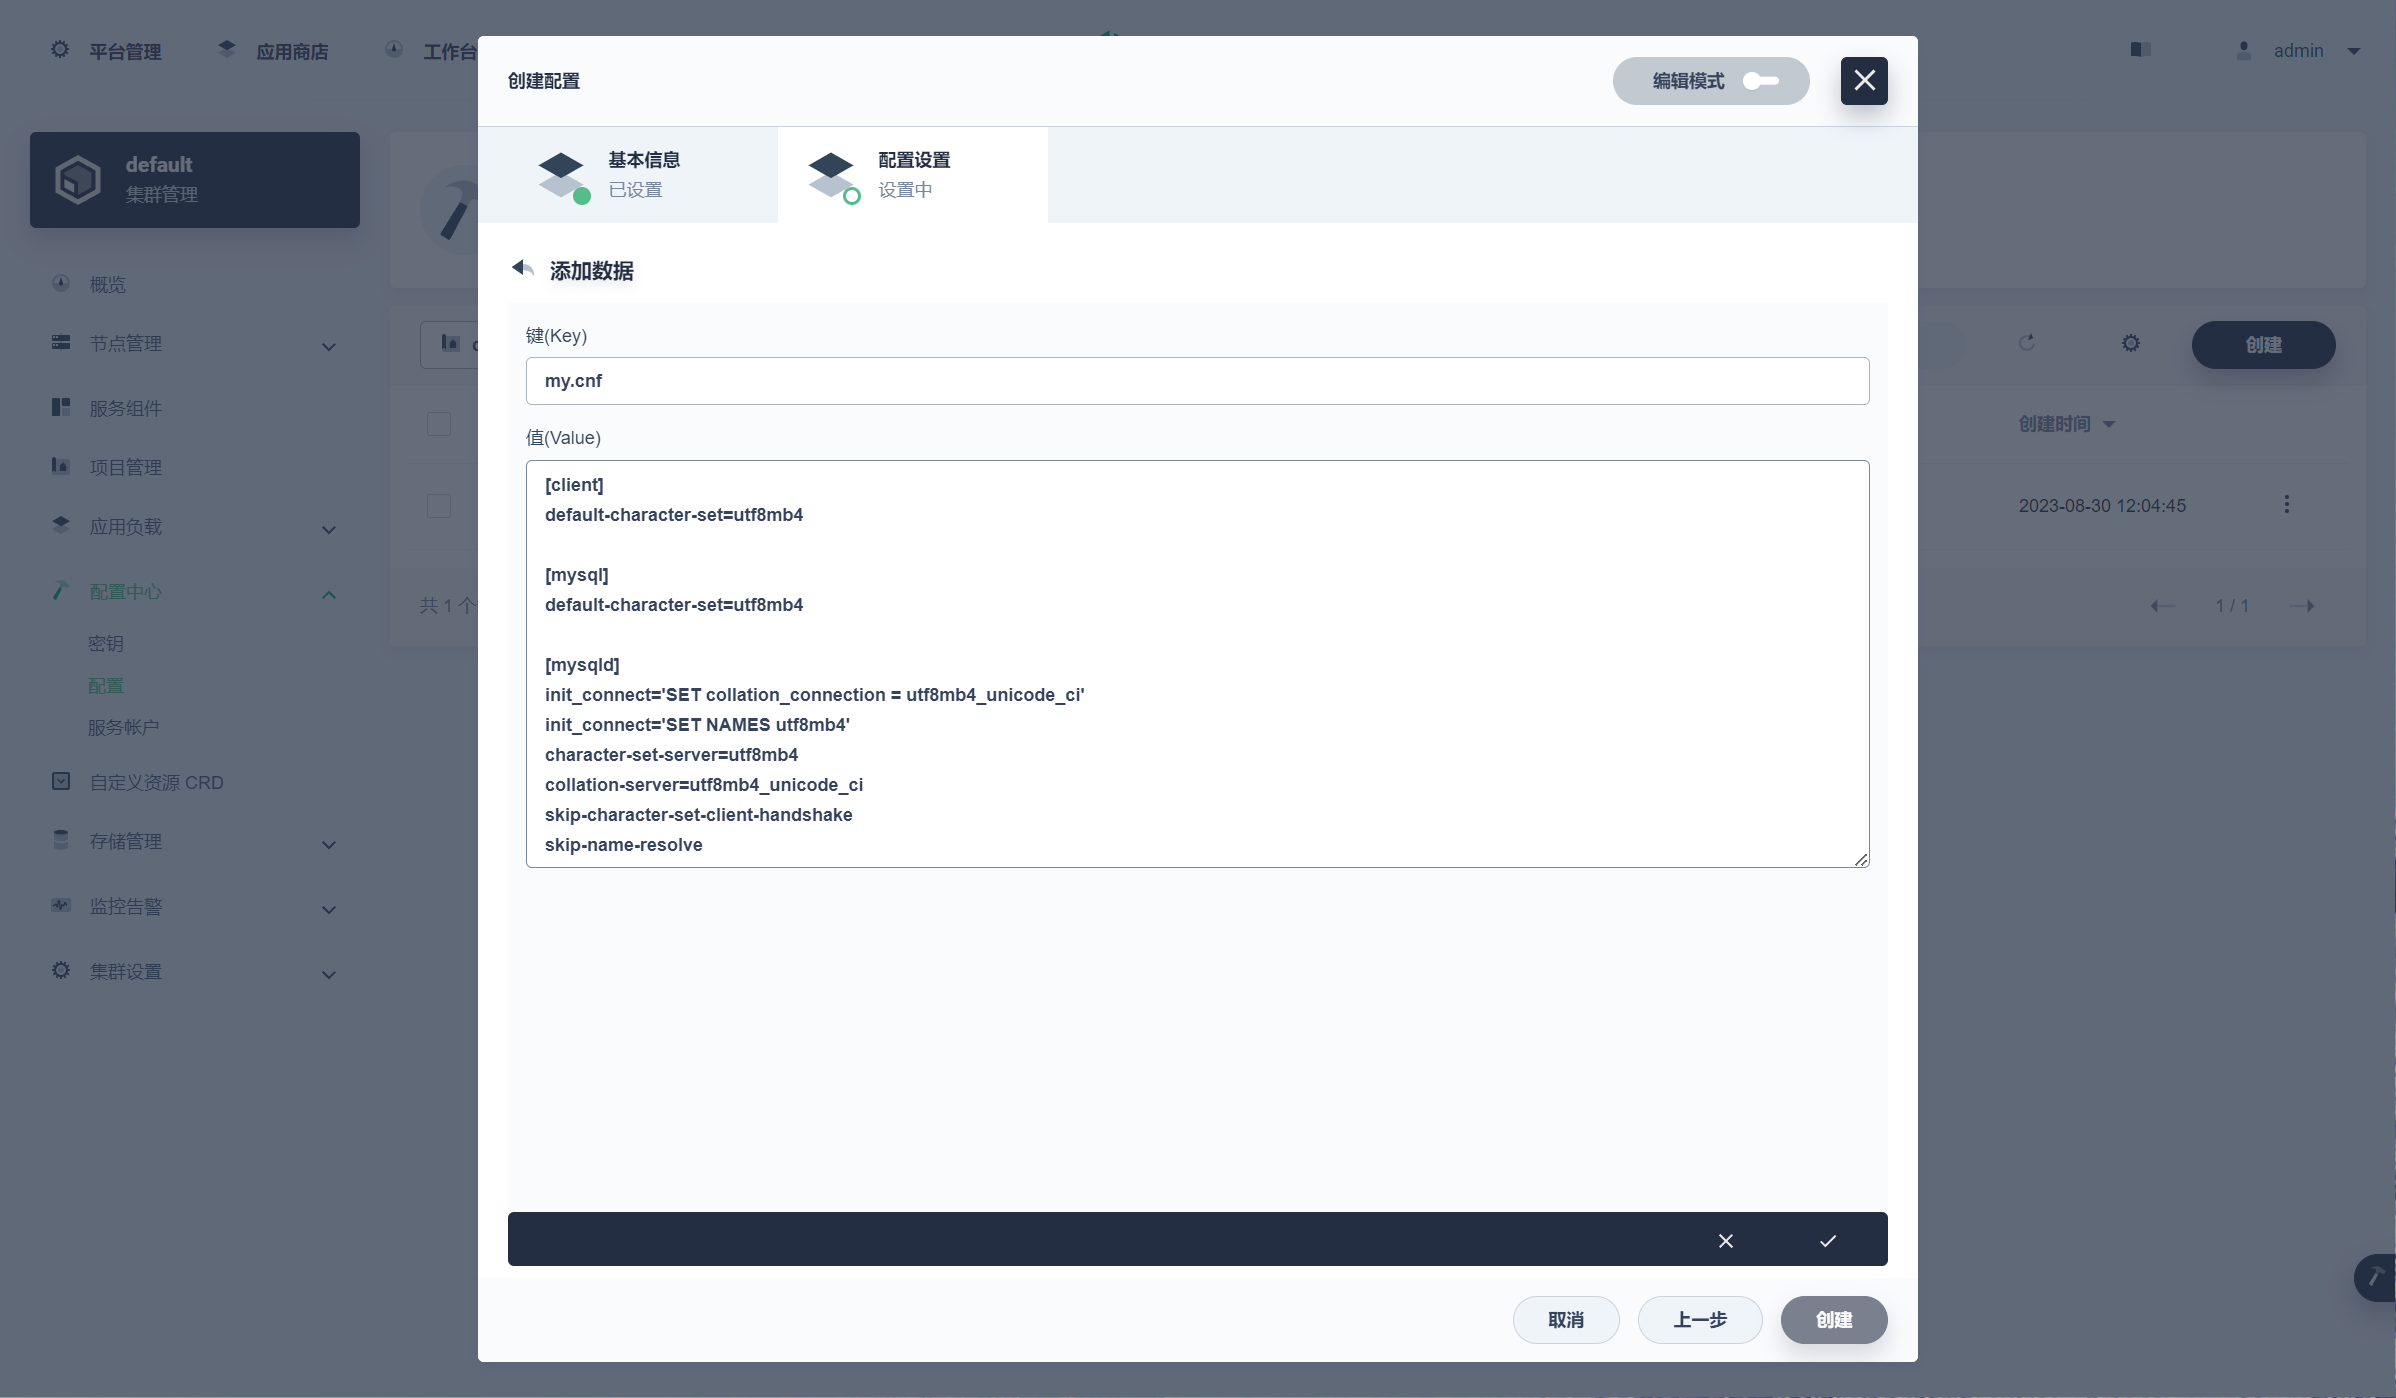 平台管理
应用商店
工作台
admin
创建配置
编辑模式
default
集群管理
基本信息
已设置
配置设置
设置中
添加数据
键(Key)
my.cnf
值(Value)
[client]
default-character-set=utf8mb4
[mysql]
default-character-set=utf8mb4
[mysqld]
init_connect='SET collation_connection = utf8mb4_unicode_ci'
init_connect='SET NAMES utf8mb4'
character-set-server=utf8mb4
collation-server=utf8mb4_unicode_ci
skip-character-set-client-handshake
skip-name-resolve
概览
节点管理
服务组件
项目管理
应用负载
配置中心
密钥
配置
服务帐户
自定义资源 CRD
存储管理
监控告警
集群设置
共 1 个
创建
创建时间
2023-08-30 12:04:45
1 / 1
取消
上一步
创建